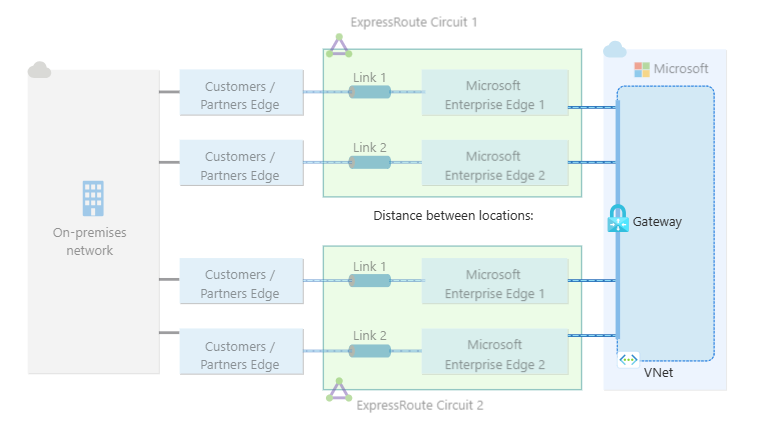 ExpressRoute Circuit 1
Microsoft
Link 1
Customers /
Partners Edge
Microsoft
Enterprise Edge 1
Link 2
Customers /
Partners Edge
Microsoft
Enterprise Edge 2
Distance between locations:
Gateway
On-premises
network
Link 1
Customers /
Partners Edge
Microsoft
Enterprise Edge 1
Link 2
Customers /
Partners Edge
Microsoft
Enterprise Edge 2
VNet
ExpressRoute Circuit 2